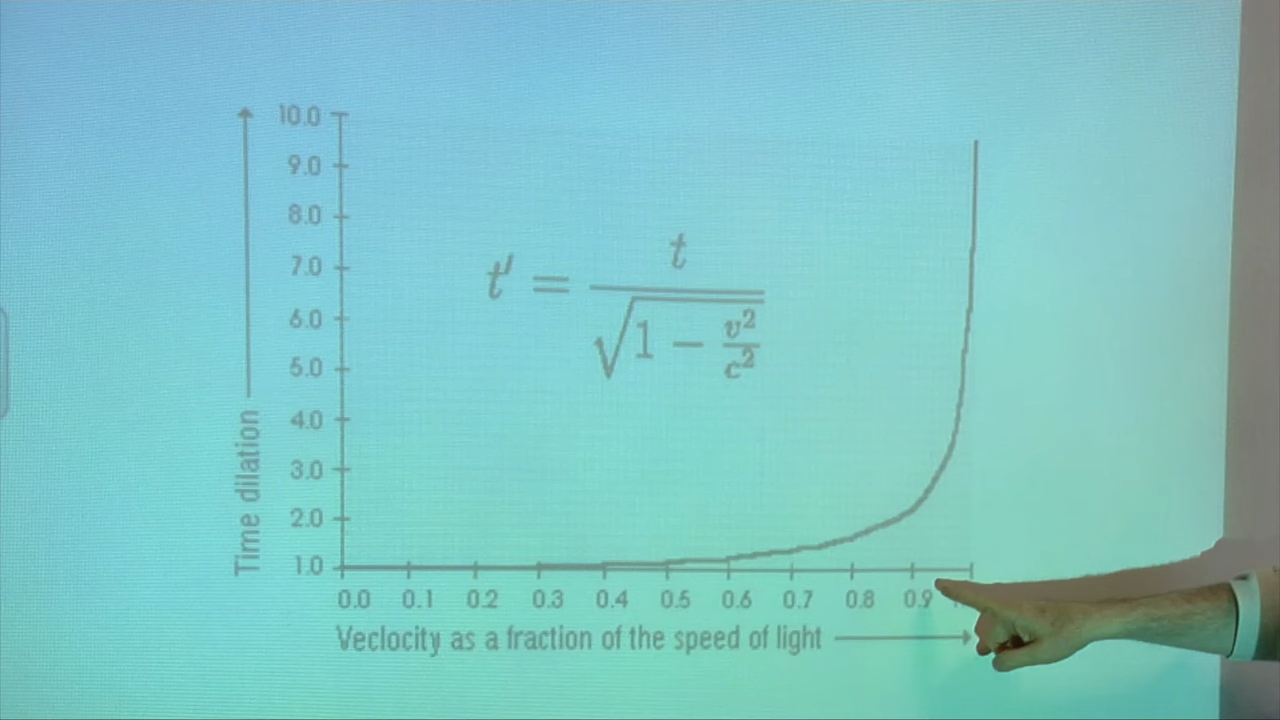 10.0
9.0
8.0
7.0
6.0
5.0
4.0
3.0
2.0
1.0
Time dilation
t' = t / √(1 − v²/c²)
0.0 0.1 0.2 0.3 0.4 0.5 0.6 0.7 0.8 0.9
Veclocity as a fraction of the speed of light